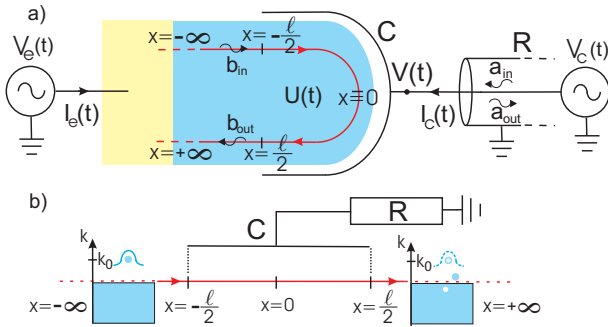 a)
V_e(t)
I_e(t)
x=-∞
x=-ℓ/2
b_in
U(t)
x=0
b_out
x=+∞
x=ℓ/2
C
V(t)
I_c(t)
R
a_in
a_out
V_c(t)
b)
C
R
k
k_0
x=-∞
x=-ℓ/2
x=0
x=ℓ/2
k
k_0
x=+∞